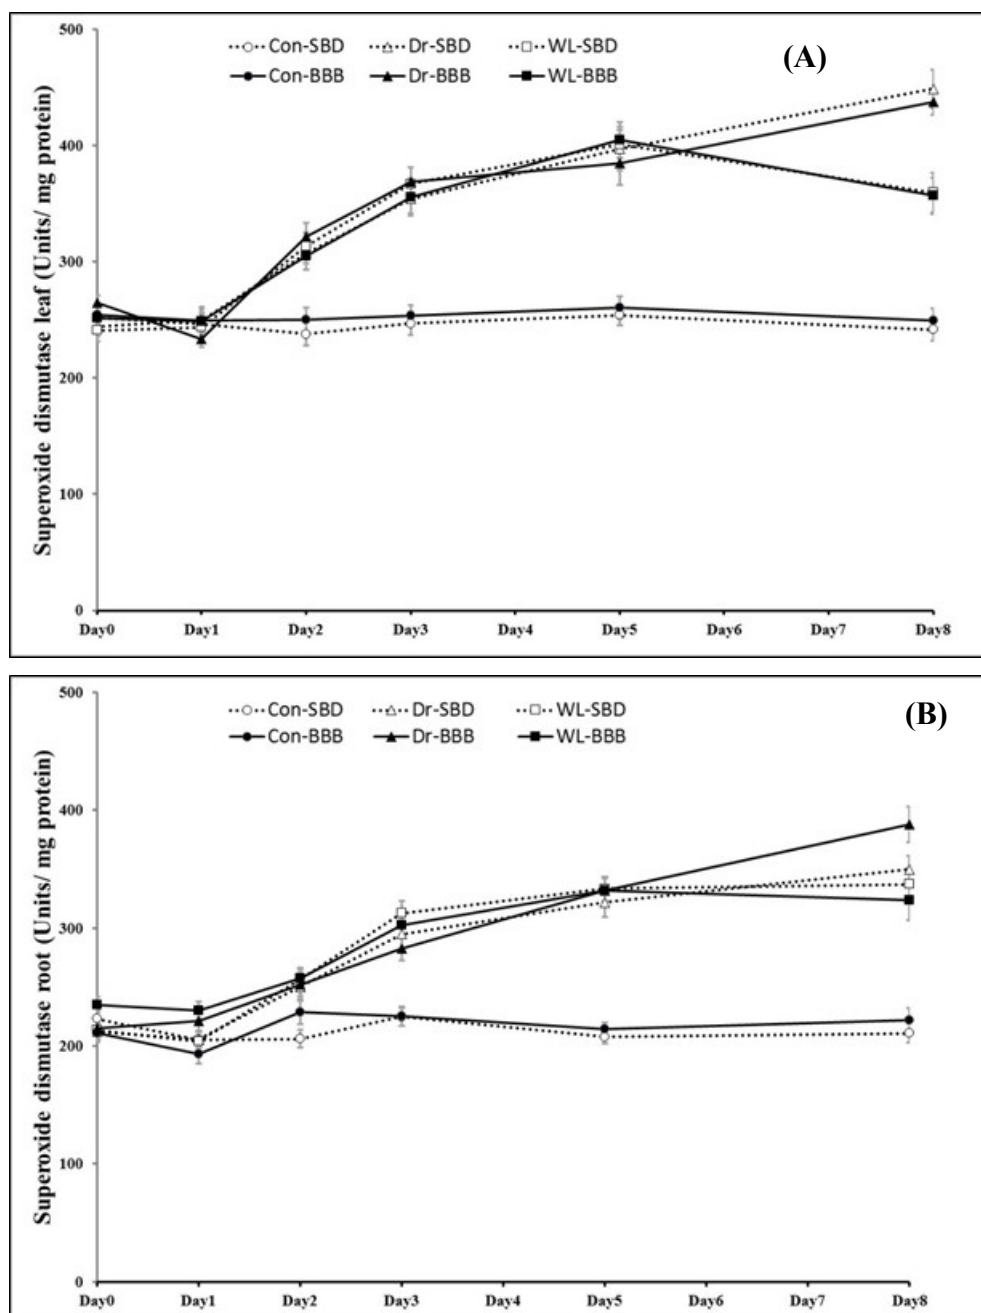 500
Con-SBD Dr-SBD WL-SBD
Con-BBB Dr-BBB WL-BBB
(A)
400
300
200
100
0
Superoxide dismutase leaf (Units/ mg protein)
Day0 Day1 Day2 Day3 Day4 Day5 Day6 Day7 Day8
500
Con-SBD Dr-SBD WL-SBD
Con-BBB Dr-BBB WL-BBB
(B)
400
300
200
100
0
Superoxide dismutase root (Units/ mg protein)
Day0 Day1 Day2 Day3 Day4 Day5 Day6 Day7 Day8